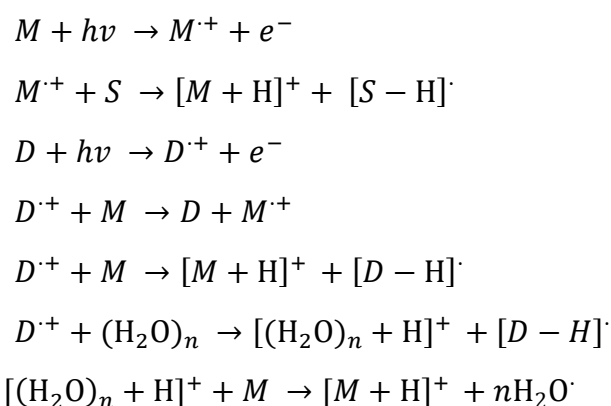 M + hν → M·+ + e−
M·+ + S → [M + H]+ + [S − H]·
D + hν → D·+ + e−
D·+ + M → D + M·+
D·+ + M → [M + H]+ + [D − H]·
D·+ + (H2O)n → [(H2O)n + H]+ + [D − H]·
[(H2O)n + H]+ + M → [M + H]+ + nH2O·